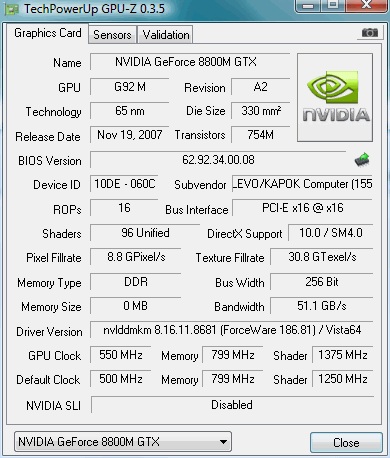 TechPowerUp GPU-Z 0.3.5
Graphics Card Sensors Validation
Name NVIDIA GeForce 8800M GTX
GPU G92 M Revision A2
Technology 65 nm Die Size 330 mm²
Release Date Nov 19, 2007 Transistors 754M
NVIDIA
BIOS Version 62.92.34.00.08
Device ID 10DE - 060C Subvendor LEVO/KAPOK Computer (155
ROPs 16 Bus Interface PCI-E x16 @ x16
Shaders 96 Unified DirectX Support 10.0 / SM4.0
Pixel Fillrate 8.8 GPixel/s Texture Fillrate 30.8 GTexel/s
Memory Type DDR Bus Width 256 Bit
Memory Size 0 MB Bandwidth 51.1 GB/s
Driver Version nvlddmkm 8.16.11.8681 (ForceWare 186.81) / Vista64
GPU Clock 550 MHz Memory 799 MHz Shader 1375 MHz
Default Clock 500 MHz Memory 799 MHz Shader 1250 MHz
NVIDIA SLI Disabled
NVIDIA GeForce 8800M GTX Close